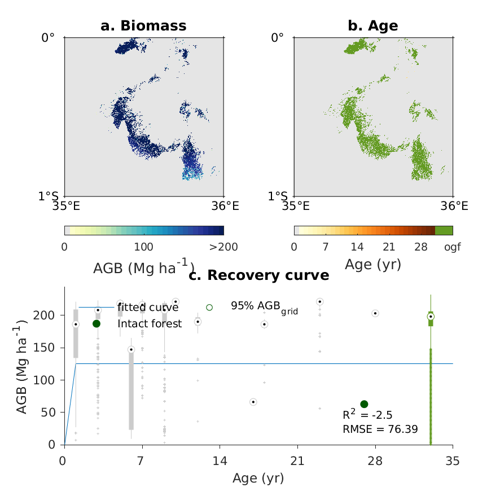 a. Biomass
b. Age
0°
0°
1°S
35°E
36°E
35°E
36°E
0
100
>200
0 7 14 21 28 ogf
AGB (Mg ha⁻¹)
Age (yr)
c. Recovery curve
fitted curve
95% AGB_grid
Intact forest
200
150
100
50
0
AGB (Mg ha⁻¹)
R² = -2.5
RMSE = 76.39
0 7 14 21 28 35
Age (yr)